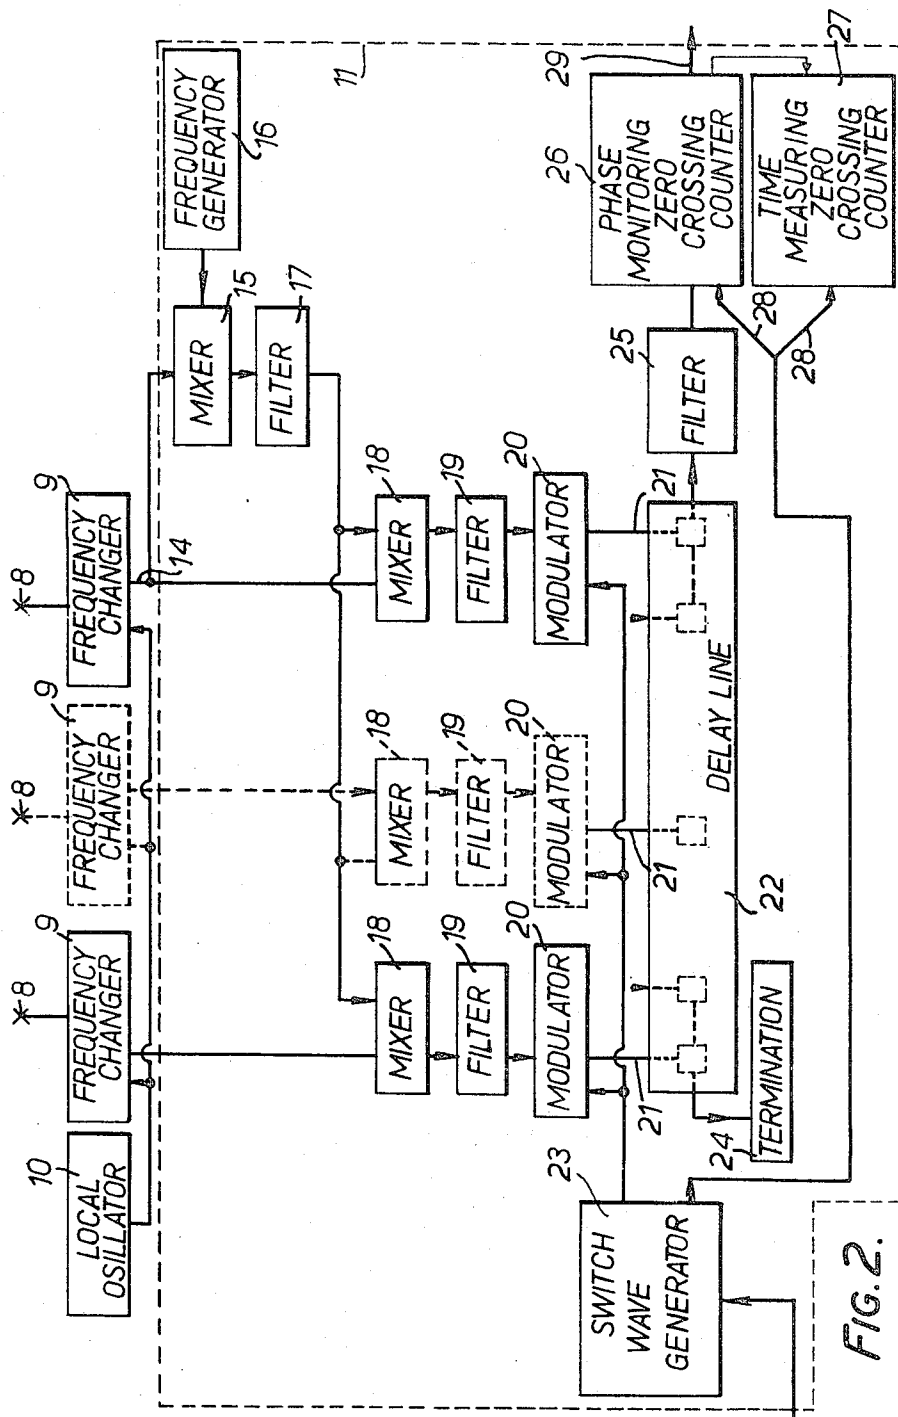 8
8
8
10
LOCAL
OSILLATOR
9
FREQUENCY
CHANGER
9
FREQUENCY
CHANGER
9
FREQUENCY
CHANGER
14
11
FREQUENCY
GENERATOR
16
MIXER
15
FILTER
17
MIXER
18
MIXER
18
MIXER
18
FILTER
19
FILTER
19
FILTER
19
MODULATOR
20
MODULATOR
20
MODULATOR
20
21
21
21
DELAY LINE
22
23
SWITCH
WAVE
GENERATOR
24
TERMINATION
25
FILTER
26
PHASE
MONITORING
ZERO
CROSSING
COUNTER
29
27
TIME
MEASURING
ZERO
CROSSING
COUNTER
28
28
FIG. 2.